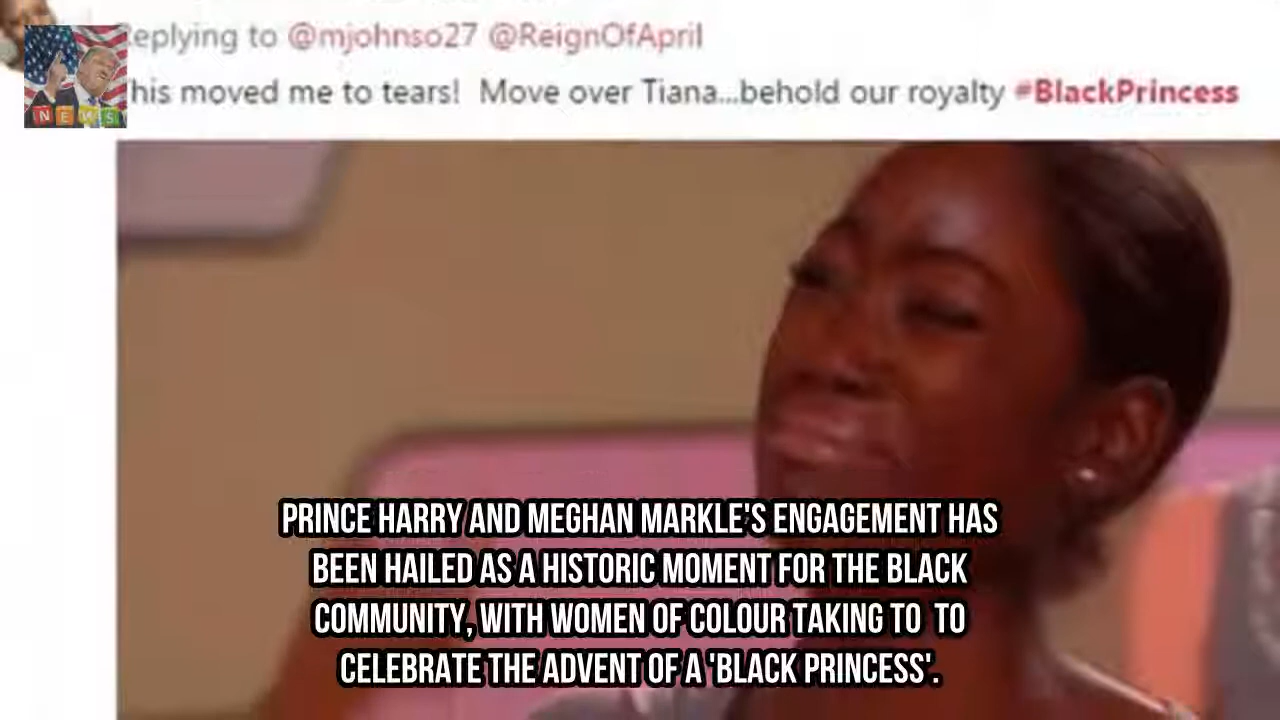 Replying to @mjohnso27 @ReignOfApril
This moved me to tears! Move over Tiana...behold our royalty #BlackPrincess
NEWS
PRINCE HARRY AND MEGHAN MARKLE'S ENGAGEMENT HAS
BEEN HAILED AS A HISTORIC MOMENT FOR THE BLACK
COMMUNITY, WITH WOMEN OF COLOUR TAKING TO TO
CELEBRATE THE ADVENT OF A 'BLACK PRINCESS'.